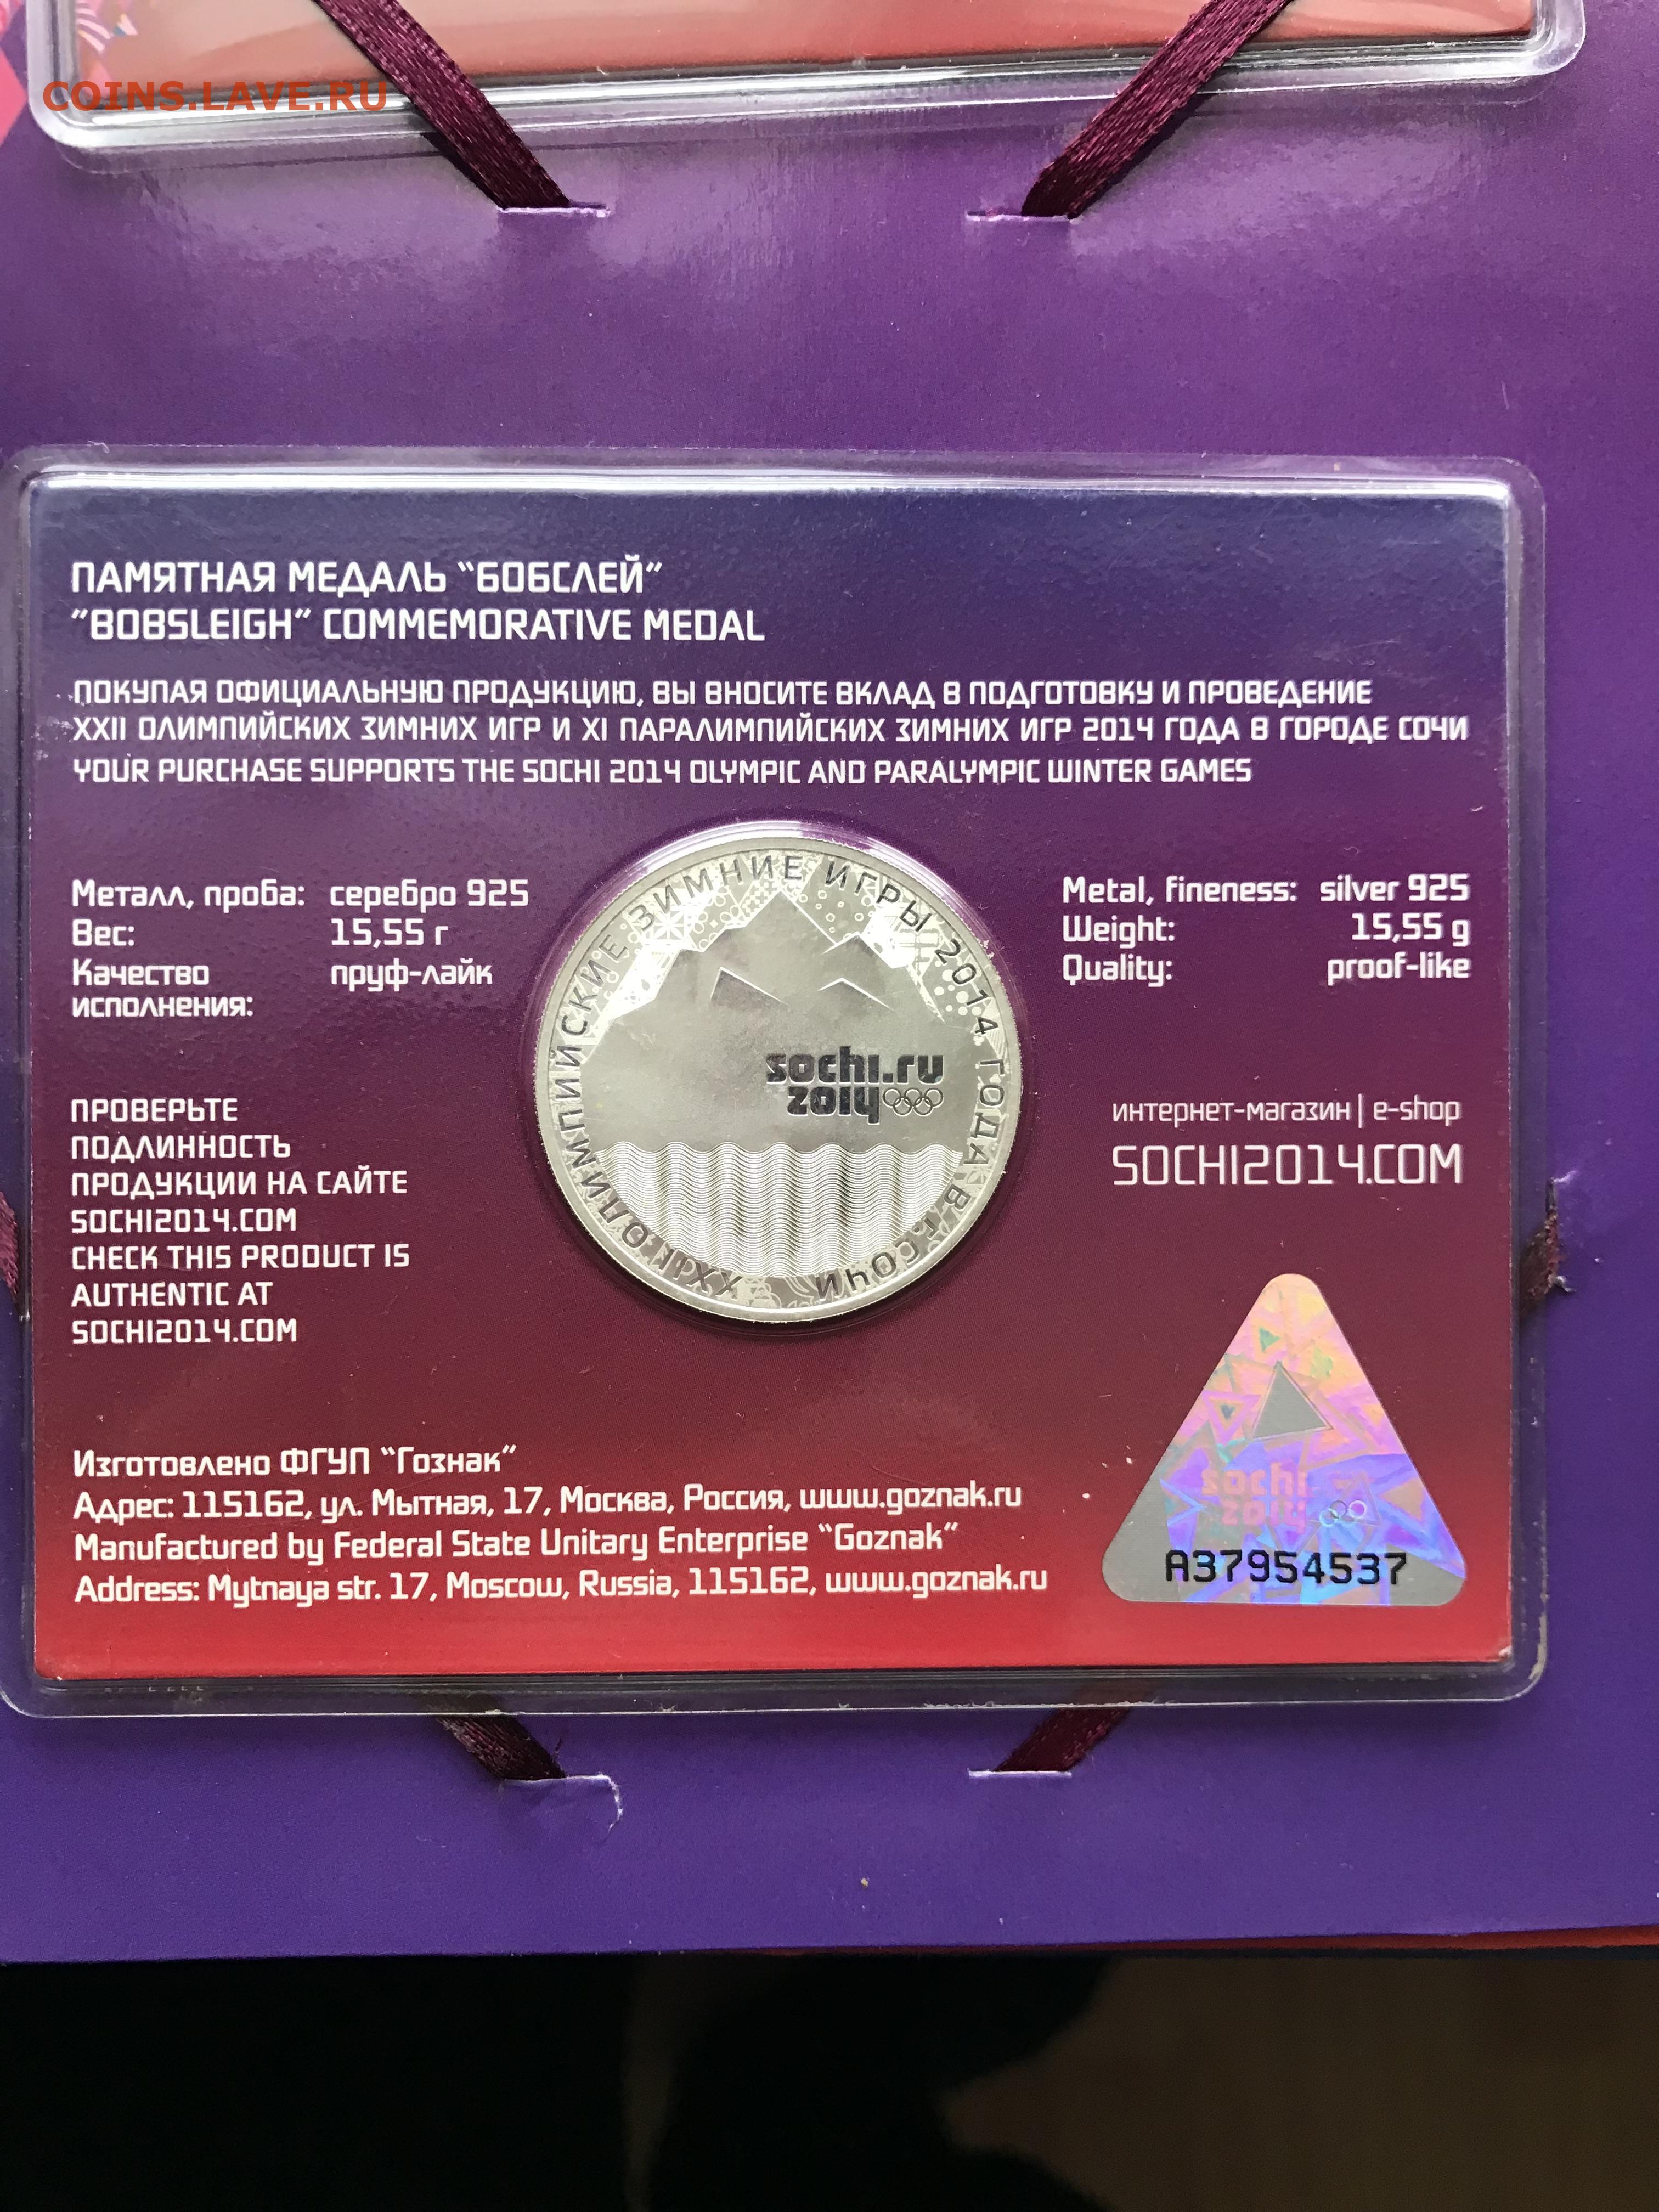 COINS.LAVE.RU
ПАМЯТНАЯ МЕДАЛЬ “БОБСЛЕЙ”
“BOBSLEIGH” COMMEMORATIVE MEDAL
ПОКУПАЯ ОФИЦИАЛЬНУЮ ПРОДУКЦИЮ, ВЫ ВНОСИТЕ ВКЛАД В ПОДГОТОВКУ И ПРОВЕДЕНИЕ
XXII ОЛИМПИЙСКИХ ЗИМНИХ ИГР И XI ПАРАЛИМПИЙСКИХ ЗИМНИХ ИГР 2014 ГОДА В ГОРОДЕ СОЧИ
YOUR PURCHASE SUPPORTS THE SOCHI 2014 OLYMPIC AND PARALYMPIC WINTER GAMES
Металл, проба: серебро 925
Вес: 15,55 г
Качество исполнения: пруф-лайк
XXII ОЛИМПИЙСКИЕ ЗИМНИЕ ИГРЫ 2014 ГОДА В Г. СОЧИ
sochi.ru
2014
Metal, fineness: silver 925
Weight: 15,55 g
Quality: proof-like
ПРОВЕРЬТЕ
ПОДЛИННОСТЬ
ПРОДУКЦИИ НА САЙТЕ
SOCHI2014.COM
CHECK THIS PRODUCT IS
AUTHENTIC AT
SOCHI2014.COM
интернет-магазин | e-shop
SOCHI2014.COM
Изготовлено ФГУП “Гознак”
Адрес: 115162, ул. Мытная, 17, Москва, Россия, www.goznak.ru
Manufactured by Federal State Unitary Enterprise “Goznak”
Address: Mytnaya str. 17, Moscow, Russia, 115162, www.goznak.ru
sochi
2014
A37954537